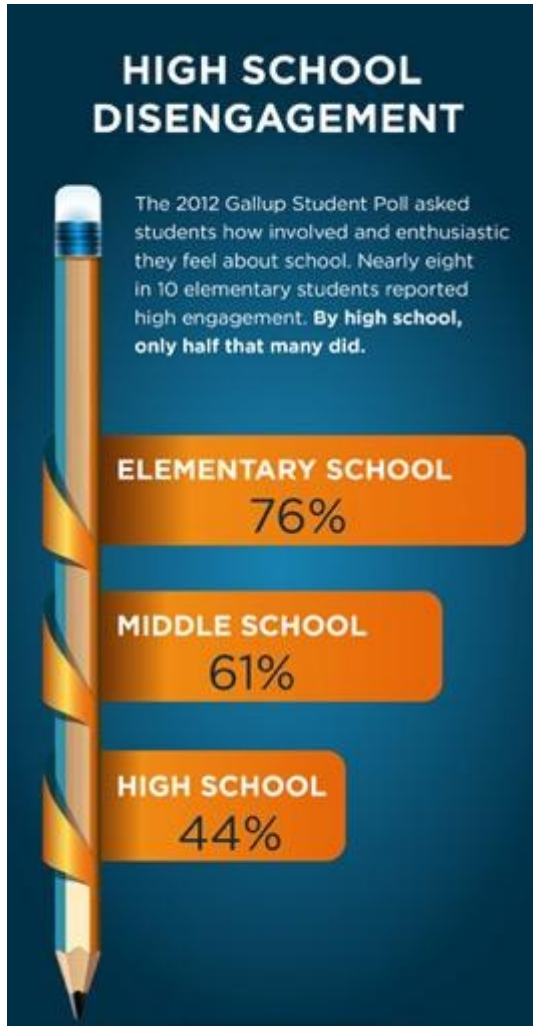 HIGH SCHOOL
DISENGAGEMENT
The 2012 Gallup Student Poll asked
students how involved and enthusiastic
they feel about school. Nearly eight
in 10 elementary students reported
high engagement. By high school,
only half that many did.
ELEMENTARY SCHOOL
76%
MIDDLE SCHOOL
61%
HIGH SCHOOL
44%